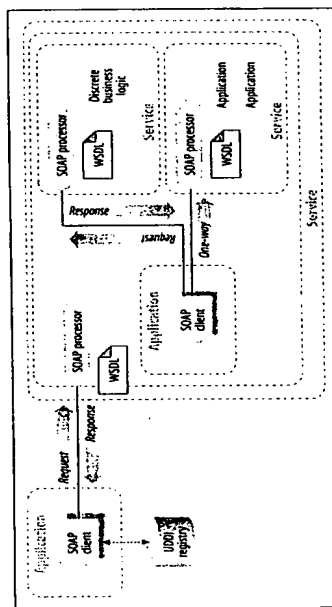 Application
SOAP
client
UDDI
registry
Request
Response
SOAP processor
WSDL
Application
SOAP
client
Request
Response
One-way
SOAP processor
WSDL
Discrete
business
logic
Service
SOAP processor
WSDL
Application
Application
Service
Service